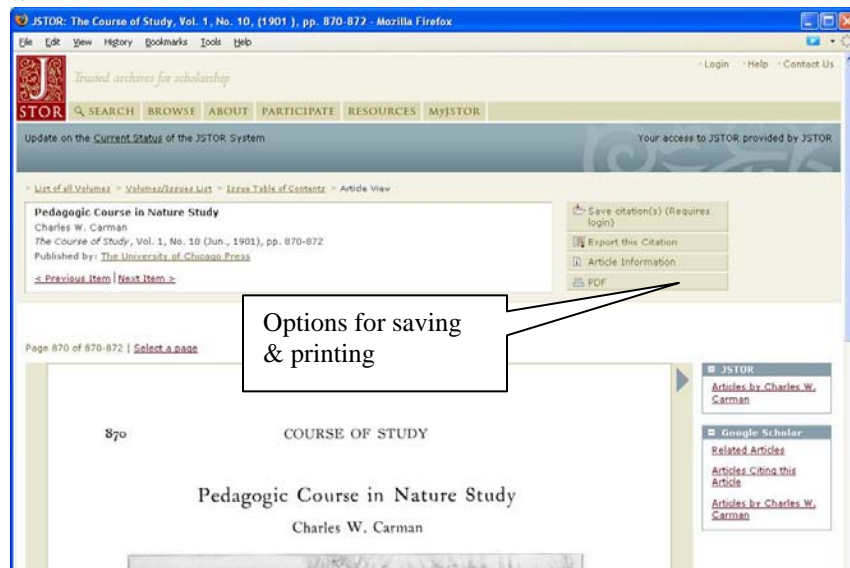 JSTOR: The Course of Study, Vol. 1, No. 10, (1901 ), pp. 870-872 - Mozilla Firefox
File Edit View History Bookmarks Tools Help
JSTOR
Trusted archives for scholarship
Login Help Contact Us
SEARCH BROWSE ABOUT PARTICIPATE RESOURCES MYJSTOR
Update on the Current Status of the JSTOR System
Your access to JSTOR provided by JSTOR
> List of all Volumes > Volumes/Issues List > Issue Table of Contents > Article View
Pedagogic Course in Nature Study
Charles W. Carman
The Course of Study, Vol. 1, No. 10 (Jun., 1901), pp. 870-872
Published by: The University of Chicago Press
< Previous Item | Next Item >
Save citation(s) (Requires
login)
Export this Citation
Article Information
PDF
Options for saving
& printing
Page 870 of 870-872 | Select a page
870 COURSE OF STUDY
Pedagogic Course in Nature Study
Charles W. Carman
JSTOR
Articles by Charles W.
Carman
Google Scholar
Related Articles
Articles Citing this
Article
Articles by Charles W.
Carman